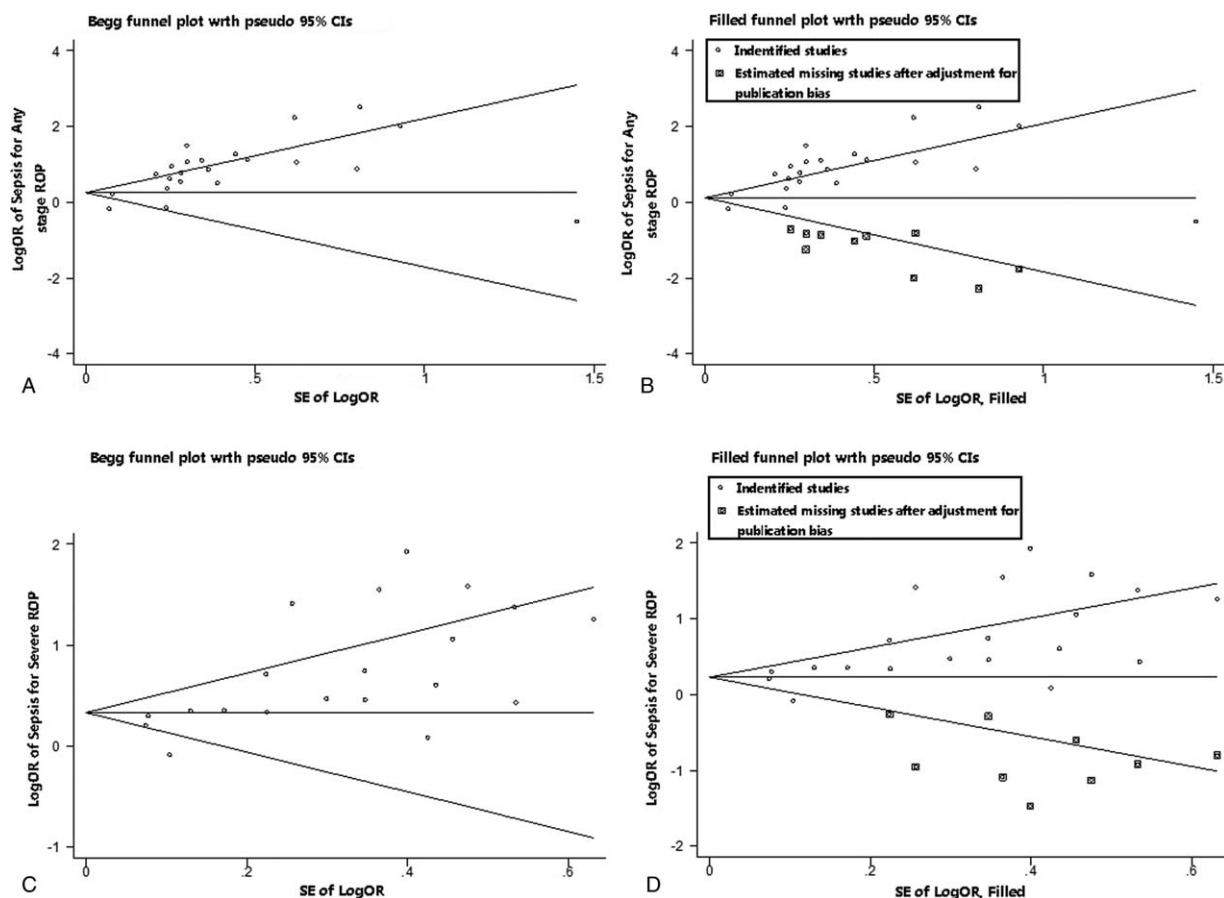 Begg funnel plot wrth pseudo 95% CIs
4
2
0
-2
-4
LogOR of Sepsis for Any
stage ROP
0
.5
1
1.5
SE of LogOR
A
Filled funnel plot wrth pseudo 95% CIs
Indentified studies
Estimated missing studies after adjustment for
publication bias
4
2
0
-2
-4
LogOR of Sepsis for Any
stage ROP
0
.5
1
1.5
SE of LogOR, Filled
B
Begg funnel plot wrth pseudo 95% CIs
2
1
0
-1
LogOR of Sepsis for Severe ROP
0
.2
.4
.6
SE of LogOR
C
Filled funnel plot wrth pseudo 95% CIs
Indentified studies
Estimated missing studies after adjustment for
publication bias
2
1
0
-1
-2
LogOR of Sepsis for Severe ROP
0
.2
.4
.6
SE of LogOR, Filled
D